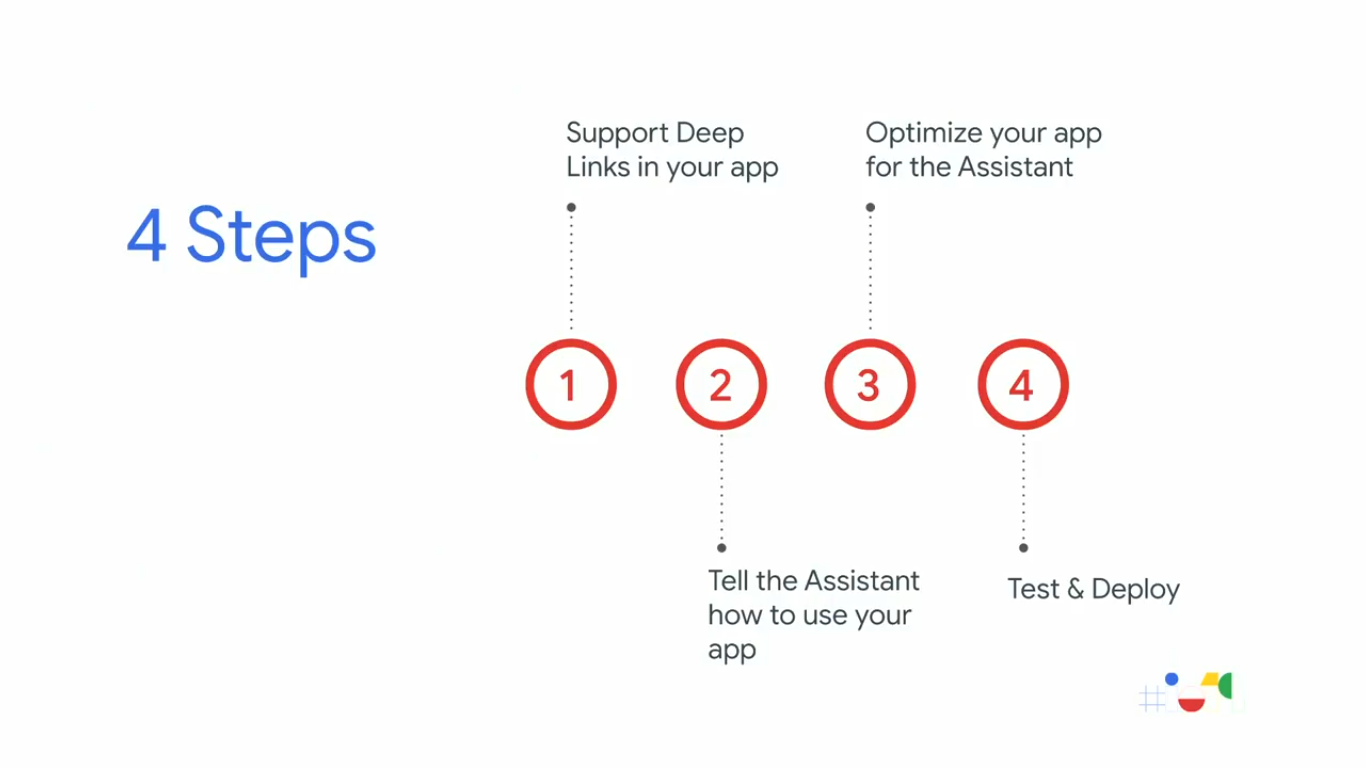 4 Steps
Support Deep
Links in your app
Optimize your app
for the Assistant
1
2
3
4
Tell the Assistant
how to use your
app
Test & Deploy
#